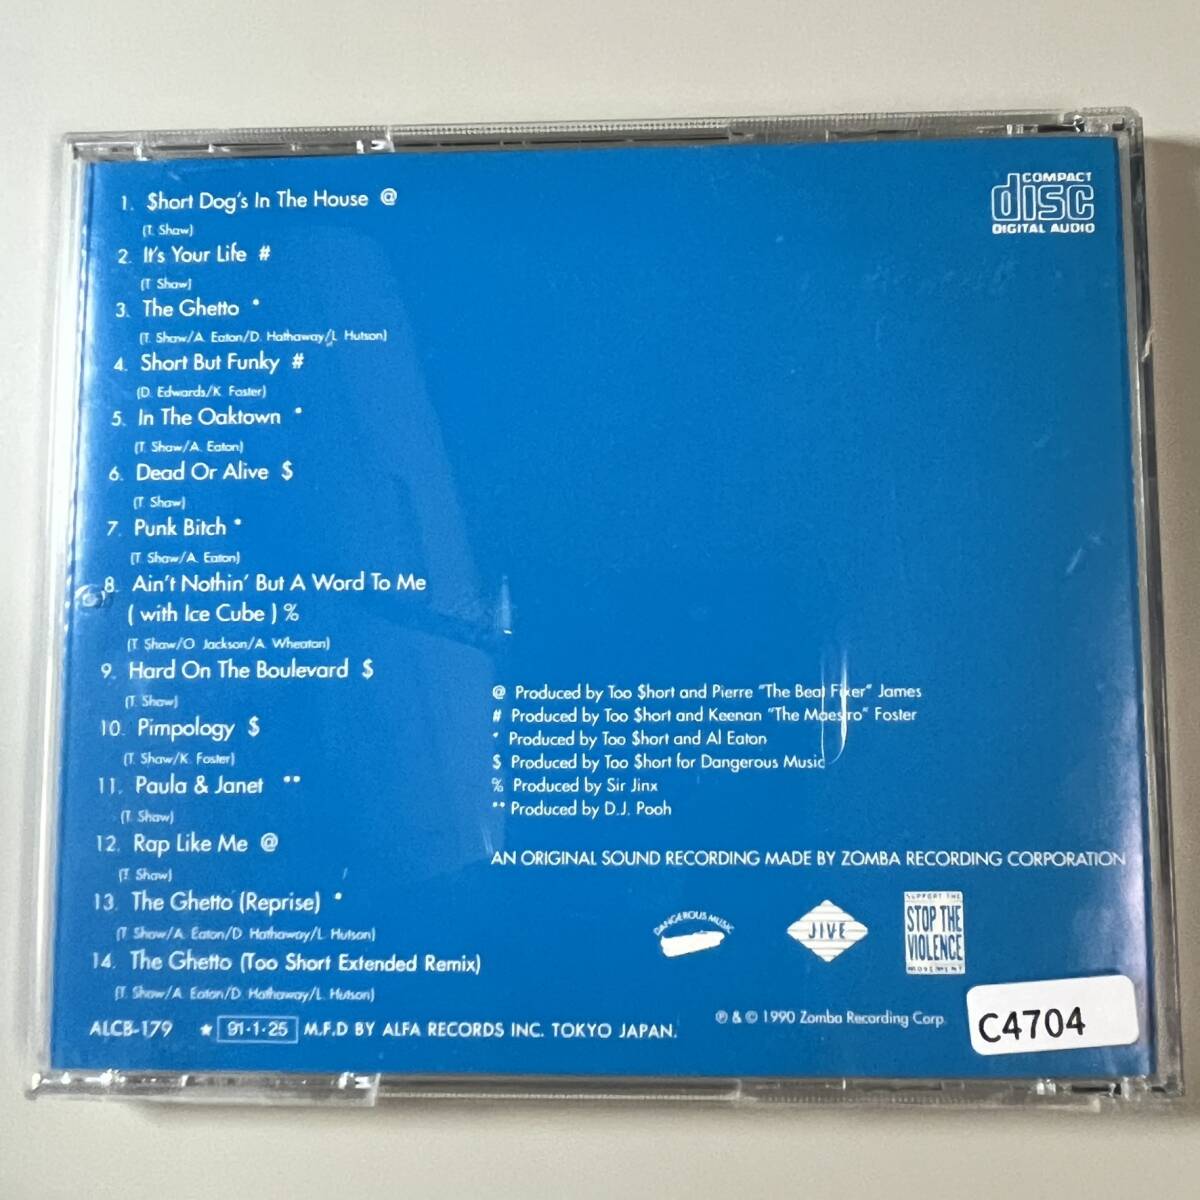 1. $hort Dog's In The House @
(T. Shaw)
2. It's Your Life #
(T. Shaw)
3. The Ghetto *
(T. Shaw/A. Eaton/D. Hathaway/L. Hutson)
4. Short But Funky #
(D. Edwards/K. Foster)
5. In The Oaktown *
(T. Shaw/A. Eaton)
6. Dead Or Alive $
(T. Shaw)
7. Punk Bitch *
(T. Shaw/A. Eaton)
8. Ain't Nothin' But A Word To Me
( with Ice Cube ) %
(T. Shaw/O. Jackson/A. Wheaton)
9. Hard On The Boulevard $
(T. Shaw)
10. Pimpology $
(T. Shaw/K. Foster)
11. Paula & Janet **
(T. Shaw)
12. Rap Like Me @
(T. Shaw)
13. The Ghetto (Reprise) *
(T. Shaw/A. Eaton/D. Hathaway/L. Hutson)
14. The Ghetto (Too Short Extended Remix)
(T. Shaw/A. Eaton/D. Hathaway/L. Hutson)
COMPACT
disc
DIGITAL AUDIO
@ Produced by Too $hort and Pierre "The Beat Fixer" James
# Produced by Too $hort and Keenan "The Maestro" Foster
* Produced by Too $hort and Al Eaton
$ Produced by Too $hort for Dangerous Music
% Produced by Sir Jinx
** Produced by D.J. Pooh
AN ORIGINAL SOUND RECORDING MADE BY ZOMBA RECORDING CORPORATION
DANGEROUS MUSIC
JIVE
SUPPORT THE
STOP THE
VIOLENCE
MOVEMENT
ALCB-179 ★ 91·1·25 M.F.D BY ALFA RECORDS INC. TOKYO JAPAN.
℗ & © 1990 Zomba Recording Corp.
C4704